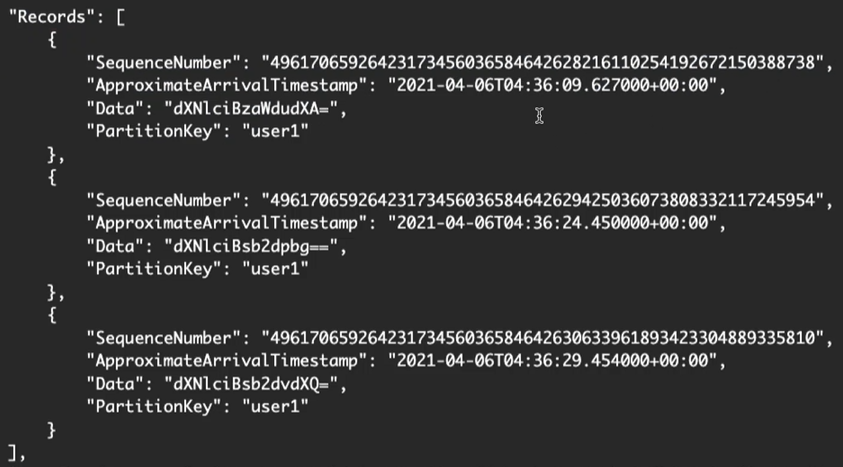 "Records": [
{
"SequenceNumber": "49617065926423173456036584642628216110254192672150388738",
"ApproximateArrivalTimestamp": "2021-04-06T04:36:09.627000+00:00",
"Data": "dXNlciBzaWdudXA=",
"PartitionKey": "user1"
},
{
"SequenceNumber": "49617065926423173456036584642629425036073808332117245954",
"ApproximateArrivalTimestamp": "2021-04-06T04:36:24.450000+00:00",
"Data": "dXNlciBsb2dpbg==",
"PartitionKey": "user1"
},
{
"SequenceNumber": "49617065926423173456036584642630633961893423304889335810",
"ApproximateArrivalTimestamp": "2021-04-06T04:36:29.454000+00:00",
"Data": "dXNlciBsb2dvdXQ=",
"PartitionKey": "user1"
}
],